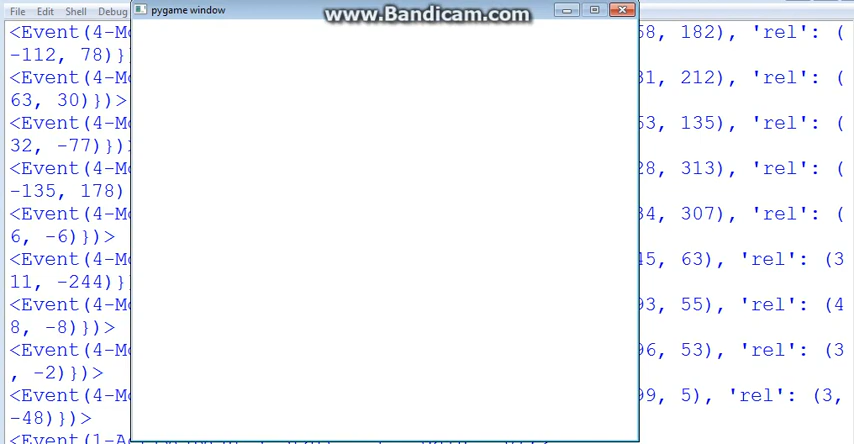 pygame window
www.Bandicam.com
File Edit Shell Debug
<Event(4-Mo 58, 182), 'rel': (
-112, 78)}
<Event(4-Mo 31, 212), 'rel': (
63, 30)})>
<Event(4-Mo 53, 135), 'rel': (
32, -77)})>
<Event(4-Mo 28, 313), 'rel': (
-135, 178)
<Event(4-Mo 34, 307), 'rel': (
6, -6)})>
<Event(4-Mo 45, 63), 'rel': (3
11, -244)}
<Event(4-Mo 93, 55), 'rel': (4
8, -8)})>
<Event(4-Mo 96, 53), 'rel': (3
, -2)})>
<Event(4-Mo 99, 5), 'rel': (3,
-48)})>
<Event(1-Ac